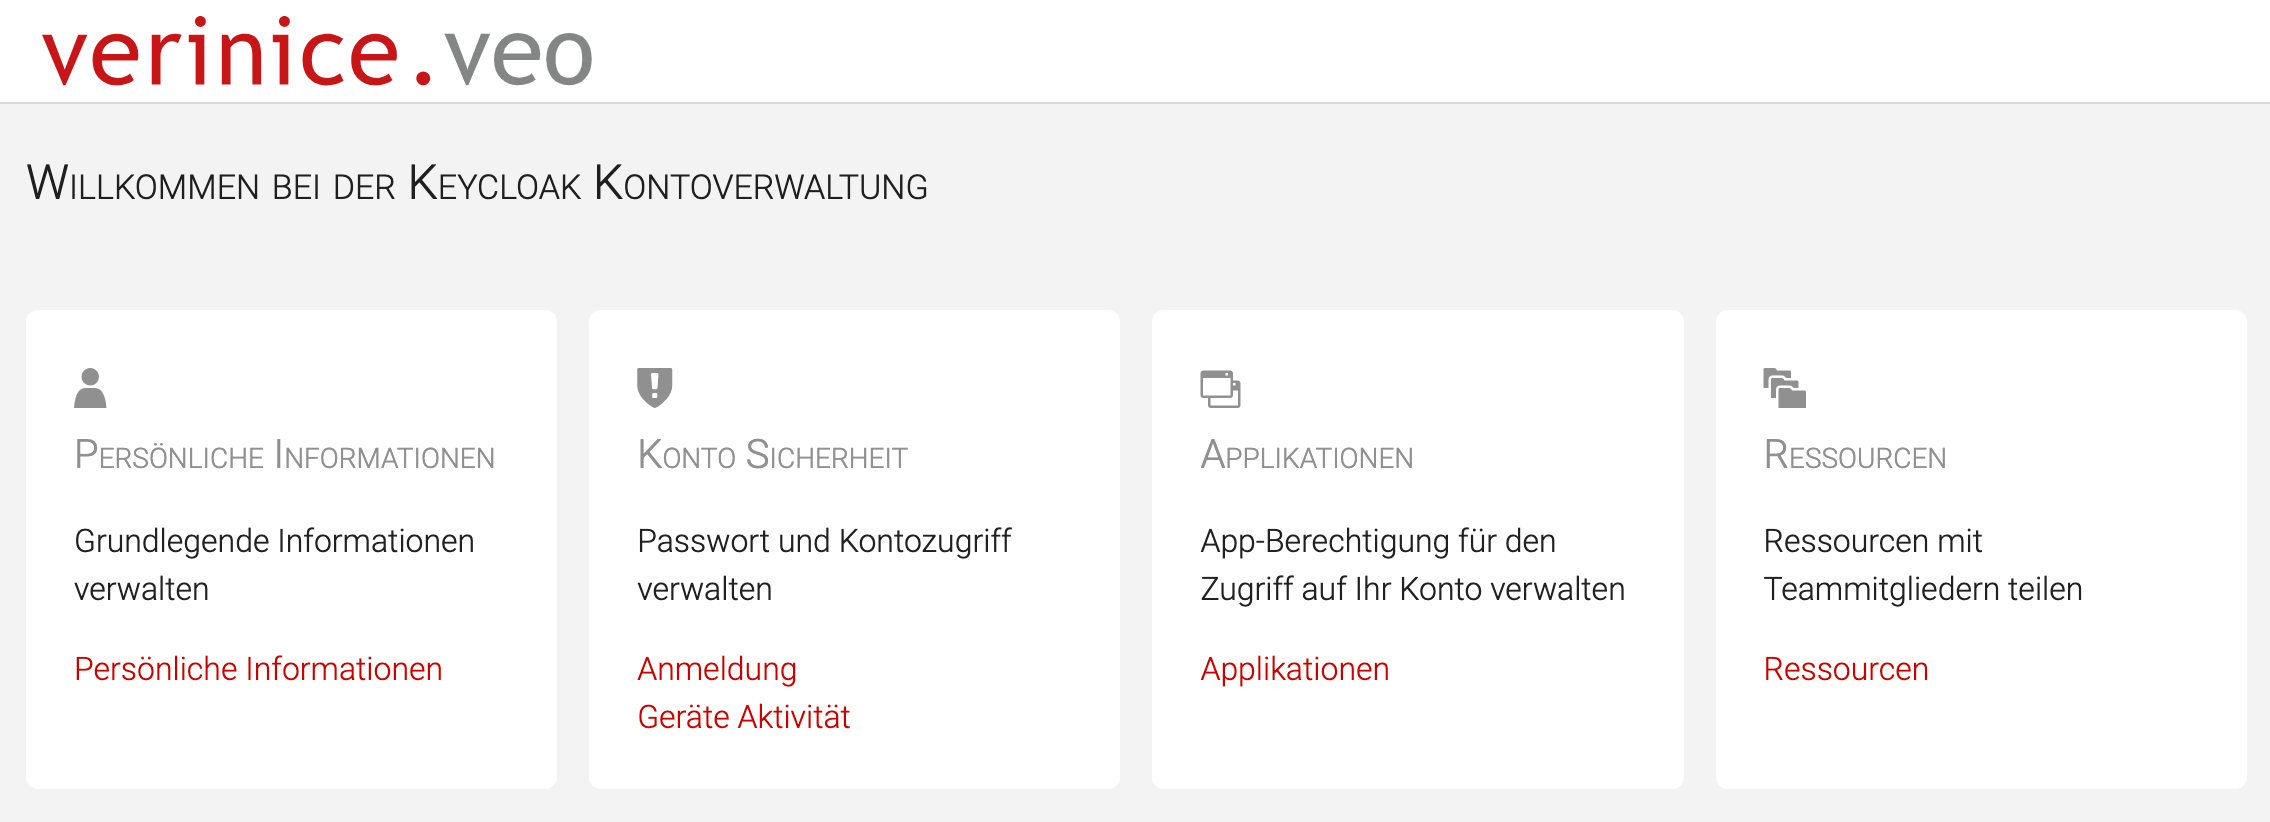 verinice.veo
Willkommen bei der Keycloak Kontoverwaltung
Persönliche Informationen
Grundlegende Informationen
verwalten
Persönliche Informationen
Konto Sicherheit
Passwort und Kontozugriff
verwalten
Anmeldung
Geräte Aktivität
Applikationen
App-Berechtigung für den
Zugriff auf Ihr Konto verwalten
Applikationen
Ressourcen
Ressourcen mit
Teammitgliedern teilen
Ressourcen